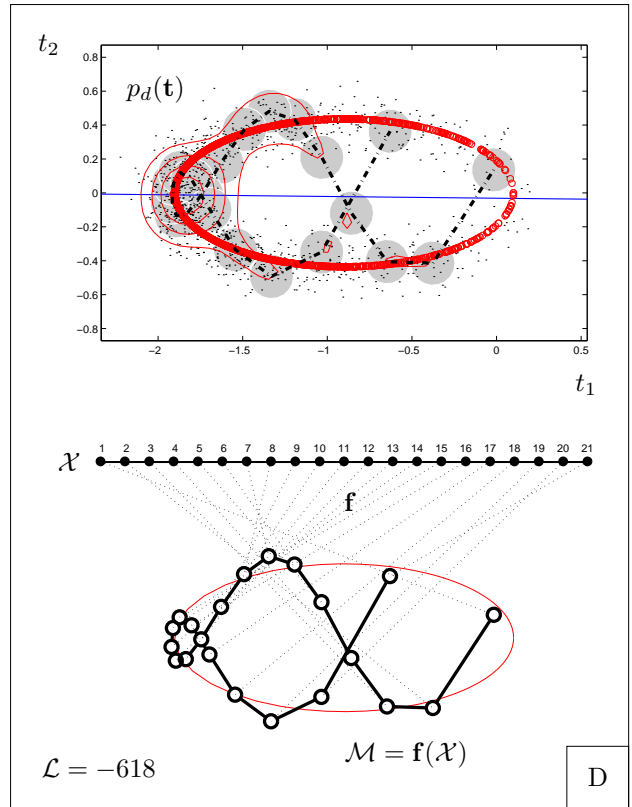 t₂
0.8
0.6
p_d(𝐭)
0.4
0.2
0
−0.2
−0.4
−0.6
−0.8
−2 −1.5 −1 −0.5 0 0.5
t₁
1 2 3 4 5 6 7 8 9 10 11 12 13 14 15 16 17 18 19 20 21
𝒳
𝐟
ℳ = 𝐟(𝒳)
ℒ = −618
D